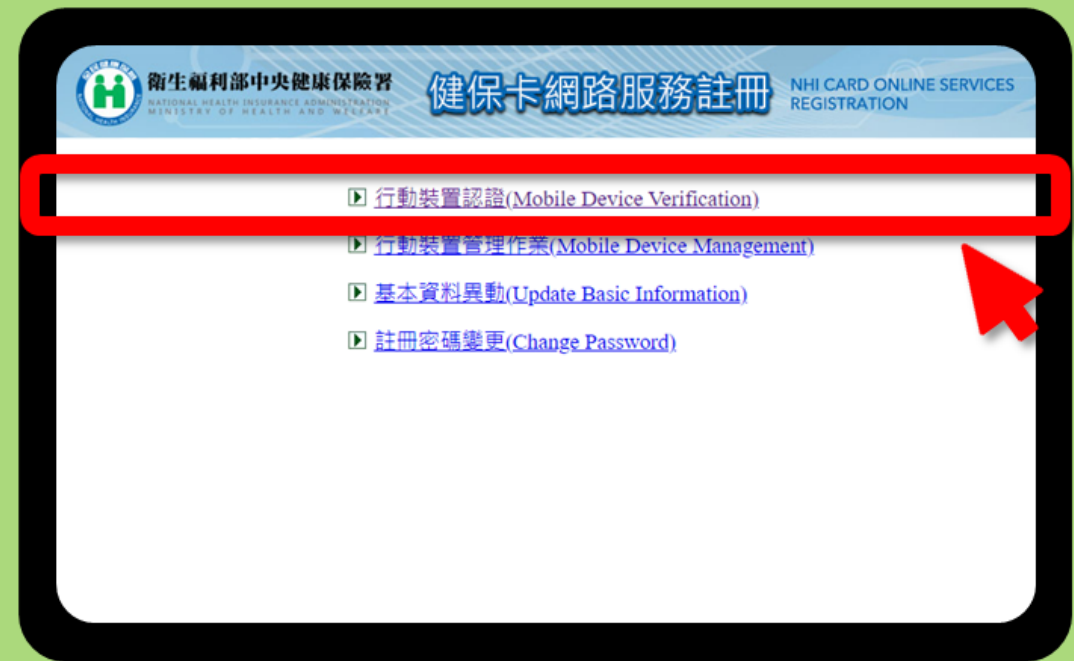 衛生福利部中央健康保險署
NATIONAL HEALTH INSURANCE ADMINISTRATION
MINISTRY OF HEALTH AND WELFARE
健保卡網路服務註冊
NHI CARD ONLINE SERVICES
REGISTRATION
行動裝置認證(Mobile Device Verification)
行動裝置管理作業(Mobile Device Management)
基本資料異動(Update Basic Information)
註冊密碼變更(Change Password)